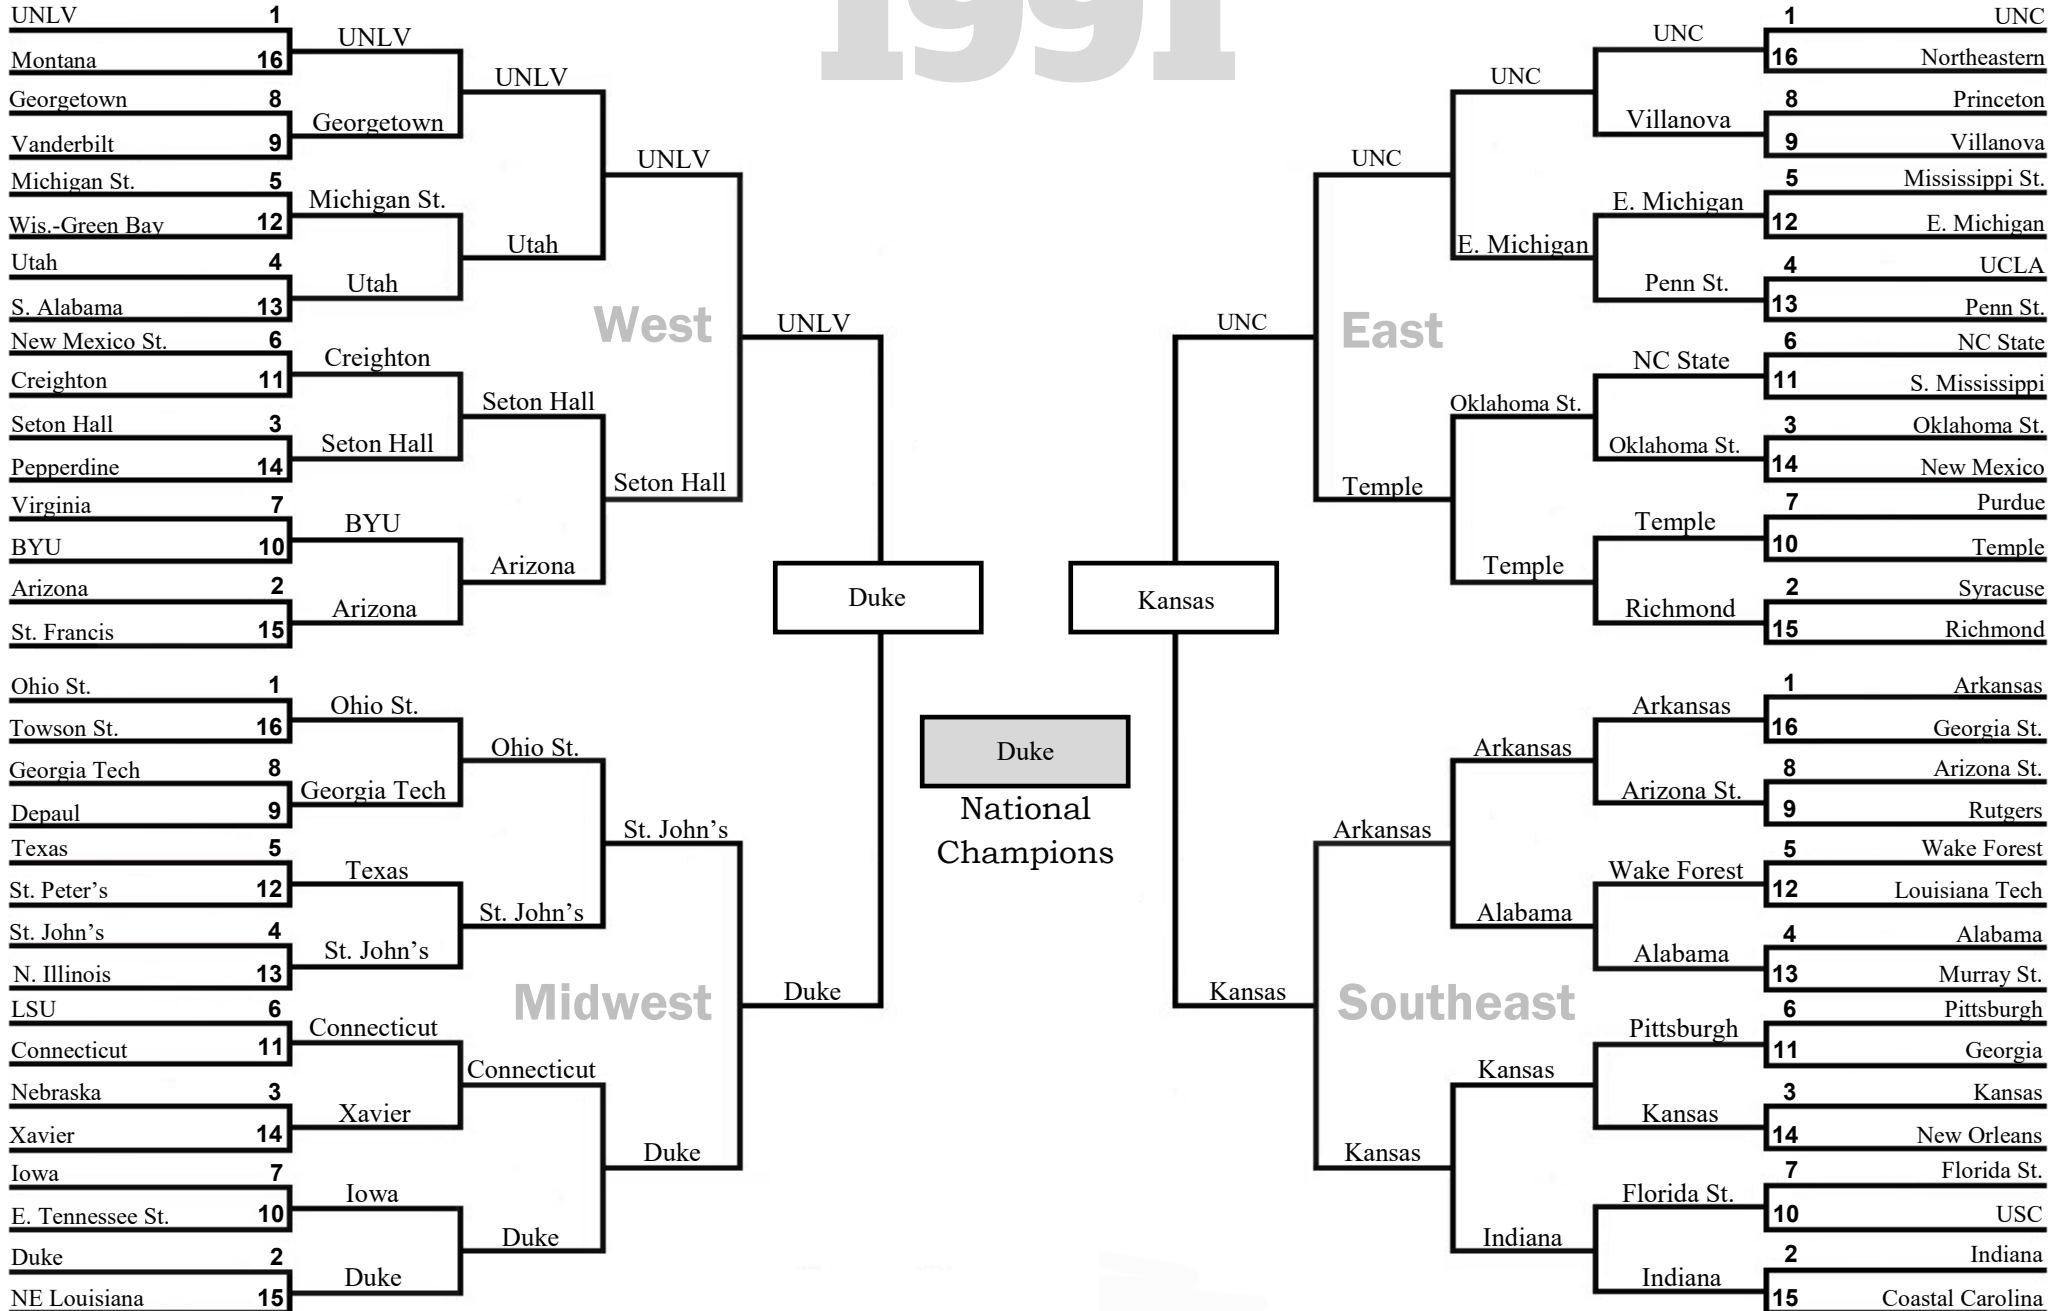 1991
UNLV 1
Montana 16
Georgetown 8
Vanderbilt 9
Michigan St. 5
Wis.-Green Bay 12
Utah 4
S. Alabama 13
New Mexico St. 6
Creighton 11
Seton Hall 3
Pepperdine 14
Virginia 7
BYU 10
Arizona 2
St. Francis 15
UNLV
Georgetown
Michigan St.
Utah
Creighton
Seton Hall
BYU
Arizona
UNLV
Utah
Seton Hall
Arizona
UNLV
Seton Hall
West
UNLV
Ohio St. 1
Towson St. 16
Georgia Tech 8
Depaul 9
Texas 5
St. Peter’s 12
St. John’s 4
N. Illinois 13
LSU 6
Connecticut 11
Nebraska 3
Xavier 14
Iowa 7
E. Tennessee St. 10
Duke 2
NE Louisiana 15
Ohio St.
Georgia Tech
Texas
St. John’s
Connecticut
Xavier
Iowa
Duke
Ohio St.
St. John’s
Connecticut
Duke
St. John’s
Duke
Midwest
Duke
Duke
Kansas
Duke
National
Champions
UNC
East
UNC
Temple
UNC
E. Michigan
Oklahoma St.
Temple
UNC
Villanova
E. Michigan
Penn St.
NC State
Oklahoma St.
Temple
Richmond
1 UNC
16 Northeastern
8 Princeton
9 Villanova
5 Mississippi St.
12 E. Michigan
4 UCLA
13 Penn St.
6 NC State
11 S. Mississippi
3 Oklahoma St.
14 New Mexico
7 Purdue
10 Temple
2 Syracuse
15 Richmond
Kansas
Southeast
Arkansas
Kansas
Arkansas
Alabama
Kansas
Indiana
Arkansas
Arizona St.
Wake Forest
Alabama
Pittsburgh
Kansas
Florida St.
Indiana
1 Arkansas
16 Georgia St.
8 Arizona St.
9 Rutgers
5 Wake Forest
12 Louisiana Tech
4 Alabama
13 Murray St.
6 Pittsburgh
11 Georgia
3 Kansas
14 New Orleans
7 Florida St.
10 USC
2 Indiana
15 Coastal Carolina